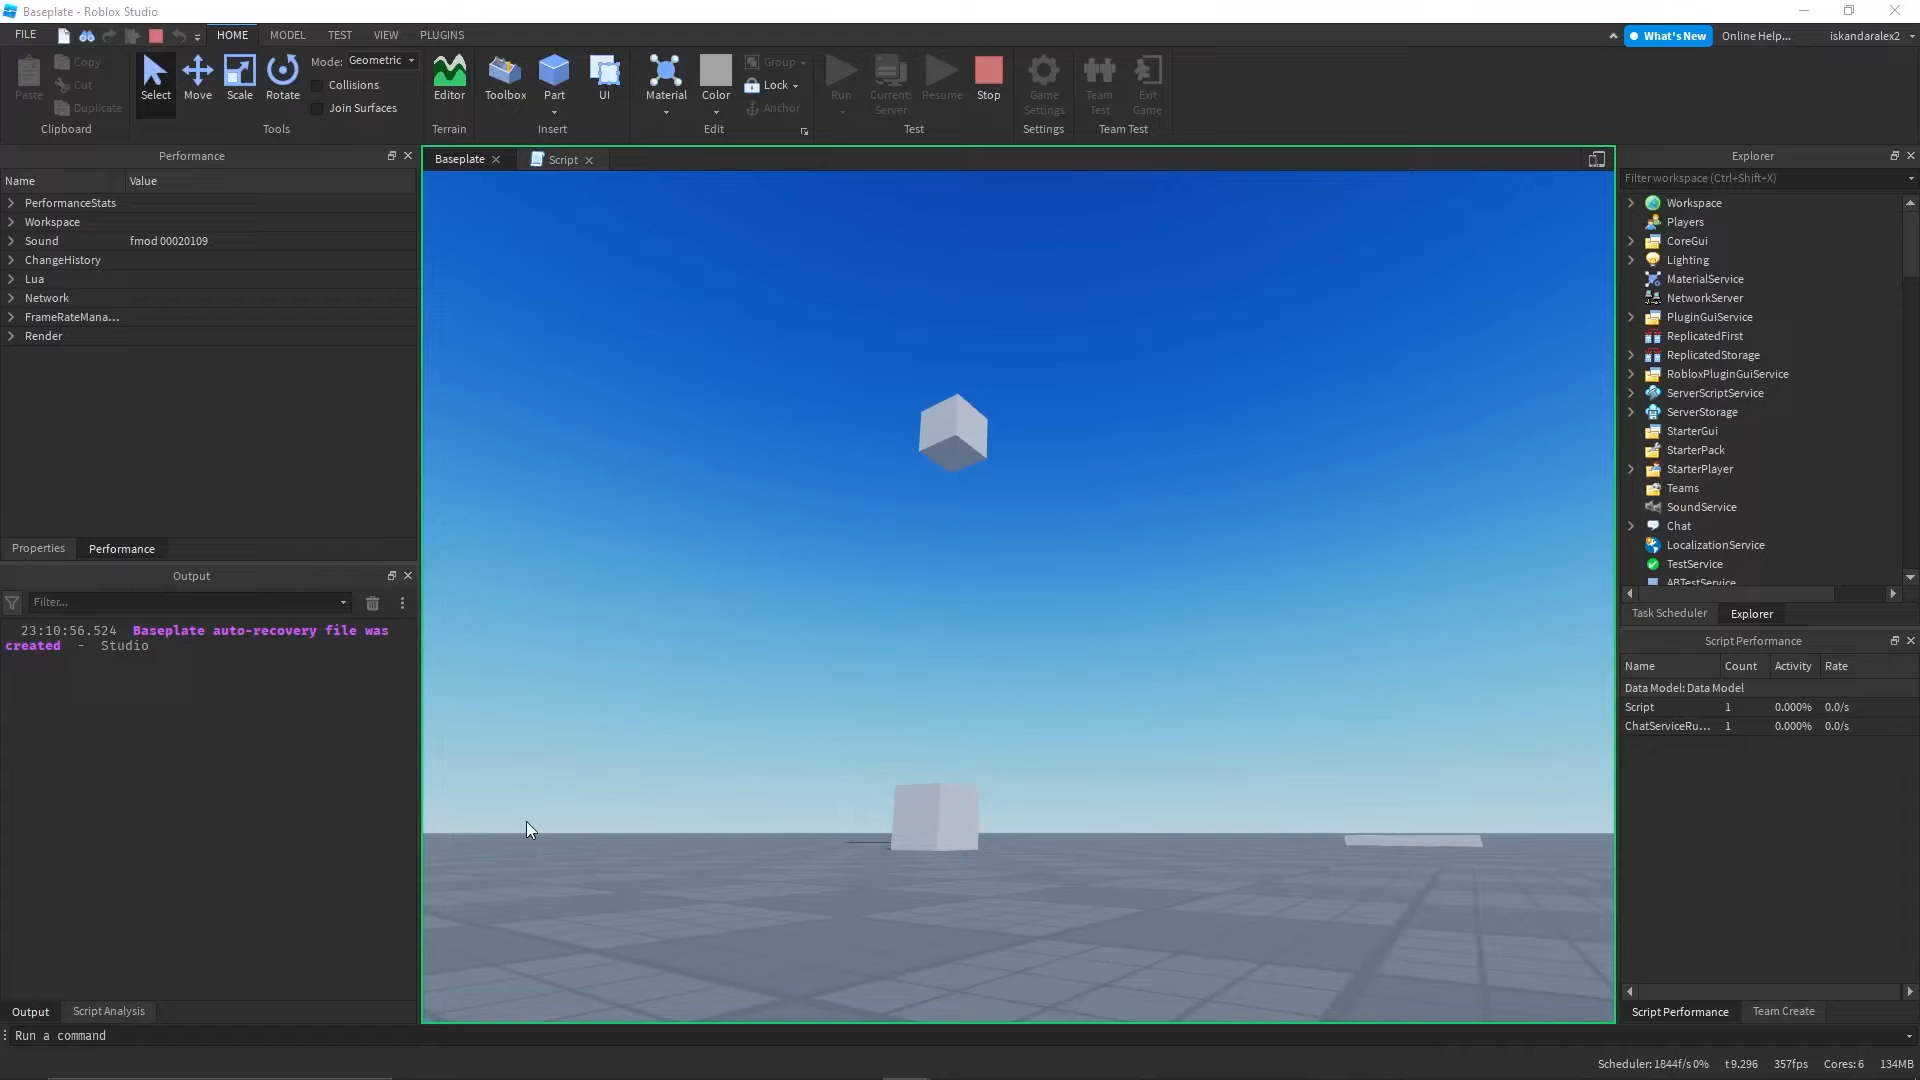 Baseplate - Roblox Studio
FILE
HOME
MODEL
TEST
VIEW
PLUGINS
What's New
Online Help...
iskandaralex2
Paste
Copy
Cut
Duplicate
Clipboard
Select
Move
Scale
Rotate
Mode: Geometric
Collisions
Join Surfaces
Tools
Editor
Terrain
Toolbox
Part
UI
Insert
Material
Color
Group
Lock
Anchor
Edit
Run
Current:
Server
Resume
Stop
Test
Game
Settings
Settings
Team
Test
Exit
Game
Team Test
Performance
Name Value
PerformanceStats
Workspace
Sound fmod 00020109
ChangeHistory
Lua
Network
FrameRateMana...
Render
Properties Performance
Output
Filter...
23:10:56.524 Baseplate auto-recovery file was
created - Studio
Output Script Analysis
Run a command
Baseplate
Script
Explorer
Filter workspace (Ctrl+Shift+X)
Workspace
Players
CoreGui
Lighting
MaterialService
NetworkServer
PluginGuiService
ReplicatedFirst
ReplicatedStorage
RobloxPluginGuiService
ServerScriptService
ServerStorage
StarterGui
StarterPack
StarterPlayer
Teams
SoundService
Chat
LocalizationService
TestService
ABTestService
Task Scheduler Explorer
Script Performance
Name Count Activity Rate
Data Model: Data Model
Script 1 0.000% 0.0/s
ChatServiceRu... 1 0.000% 0.0/s
Script Performance Team Create
Scheduler: 1844f/s 0% t 9.296 357fps Cores: 6 134MB